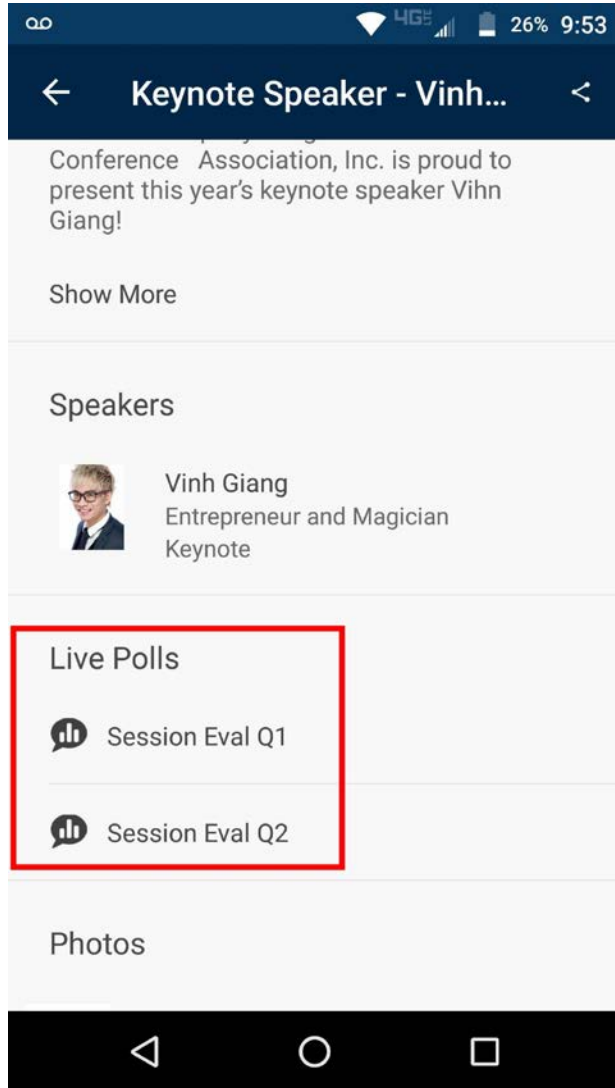 4G 26% 9:53
Keynote Speaker - Vinh...
Conference Association, Inc. is proud to
present this year's keynote speaker Vihn
Giang!
Show More
Speakers
Vinh Giang
Entrepreneur and Magician
Keynote
Live Polls
Session Eval Q1
Session Eval Q2
Photos